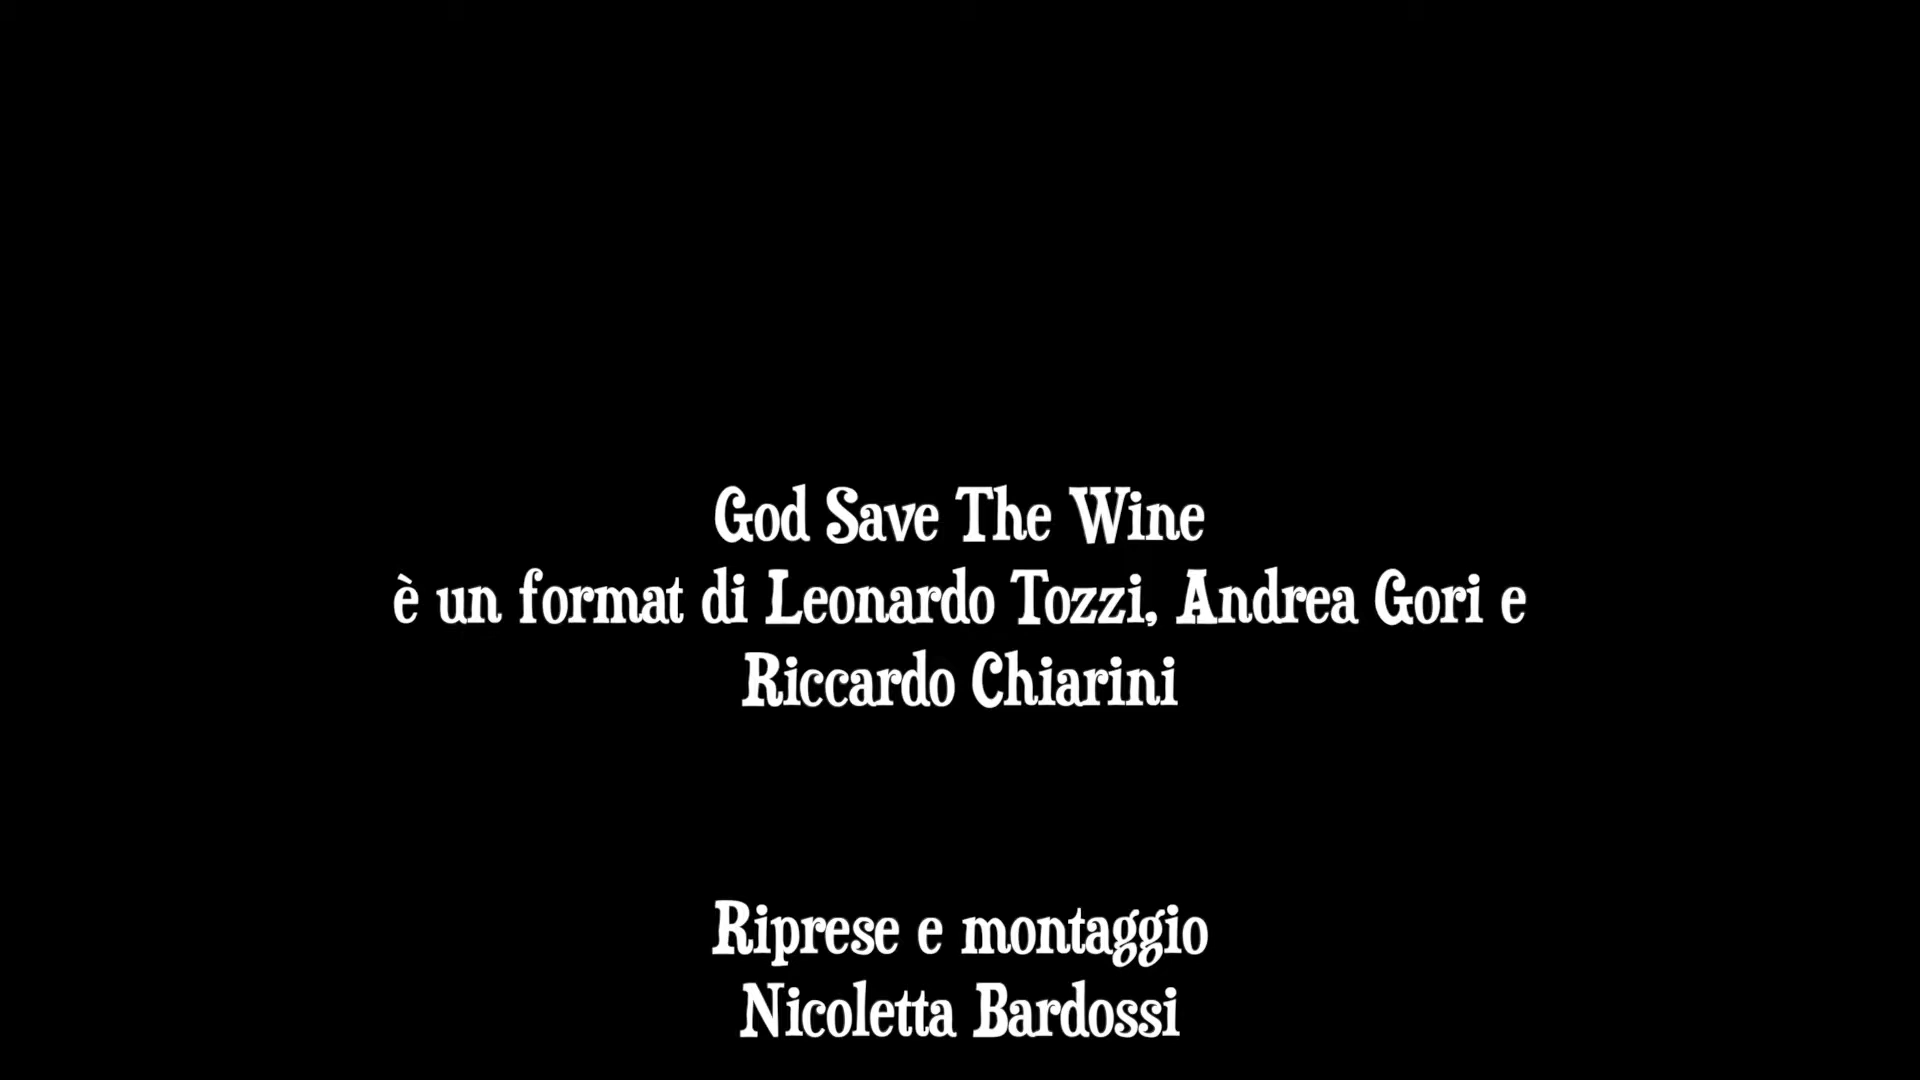 God Save The Wine
è un format di Leonardo Tozzi, Andrea Gori e
Riccardo Chiarini
Riprese e montaggio
Nicoletta Bardossi